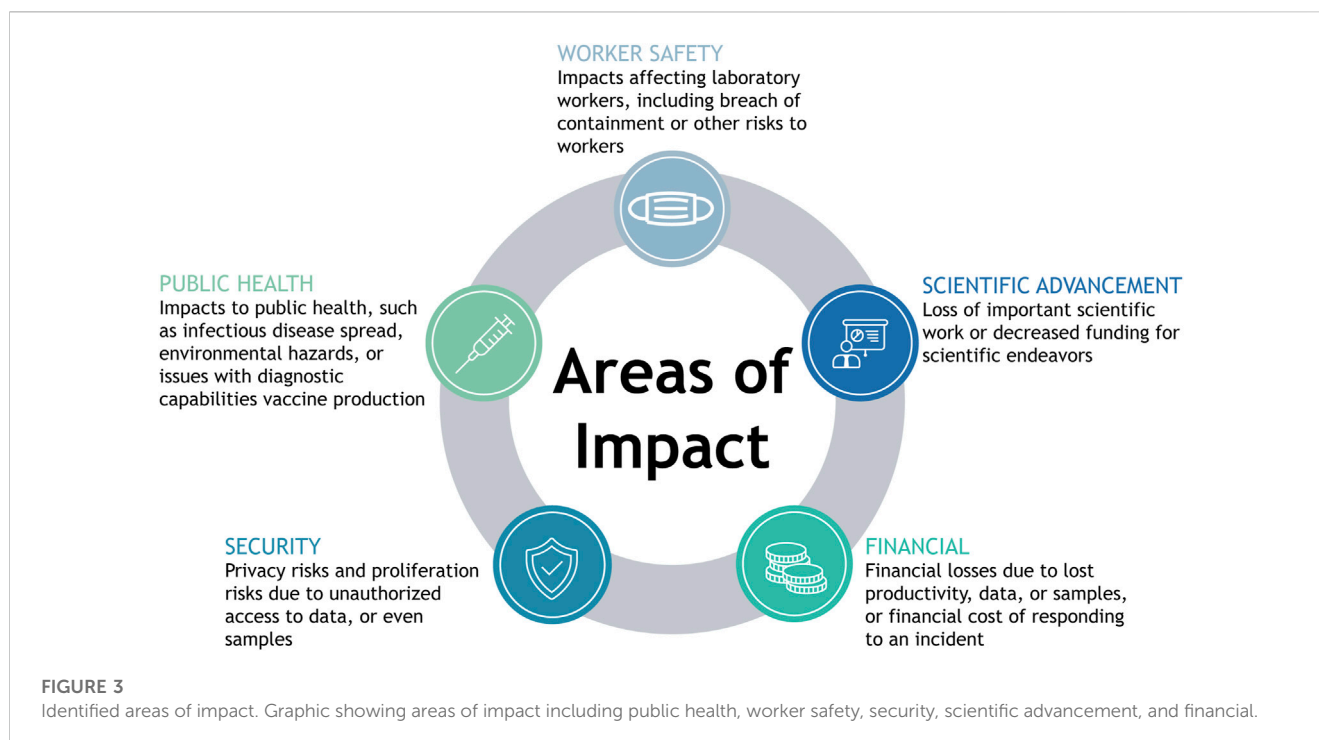 WORKER SAFETY
Impacts affecting laboratory
workers, including breach of
containment or other risks to
workers
PUBLIC HEALTH
Impacts to public health, such
as infectious disease spread,
environmental hazards, or
issues with diagnostic
capabilities vaccine production
SCIENTIFIC ADVANCEMENT
Loss of important scientific
work or decreased funding for
scientific endeavors
Areas of
Impact
SECURITY
Privacy risks and proliferation
risks due to unauthorized
access to data, or even
samples
FINANCIAL
Financial losses due to lost
productivity, data, or samples,
or financial cost of responding
to an incident
FIGURE 3
Identified areas of impact. Graphic showing areas of impact including public health, worker safety, security, scientific advancement, and financial.